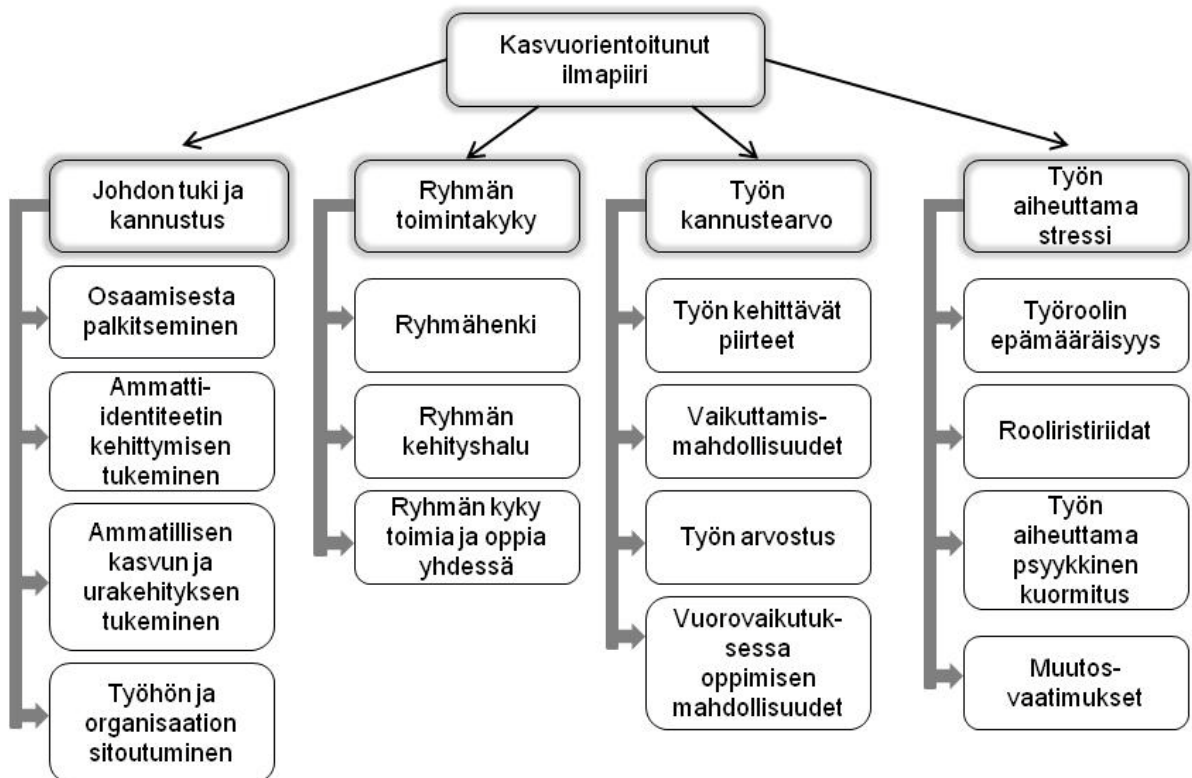 Kasvuorientoitunut
ilmapiiri
Johdon tuki ja
kannustus
Osaamisesta
palkitseminen
Ammatti-
identiteetin
kehittymisen
tukeminen
Ammatillisen
kasvun ja
urakehityksen
tukeminen
Työhön ja
organisaation
sitoutuminen
Ryhmän
toimintakyky
Ryhmähenki
Ryhmän
kehityshalu
Ryhmän kyky
toimia ja oppia
yhdessä
Työn
kannustearvo
Työn kehittävät
piirteet
Vaikuttamis-
mahdollisuudet
Työn arvostus
Vuorovaikutuk-
sessa
oppimisen
mahdollisuudet
Työn
aiheuttama
stressi
Työroolin
epämääräisyys
Rooliristiriidat
Työn
aiheuttama
psyykkinen
kuormitus
Muutos-
vaatimukset